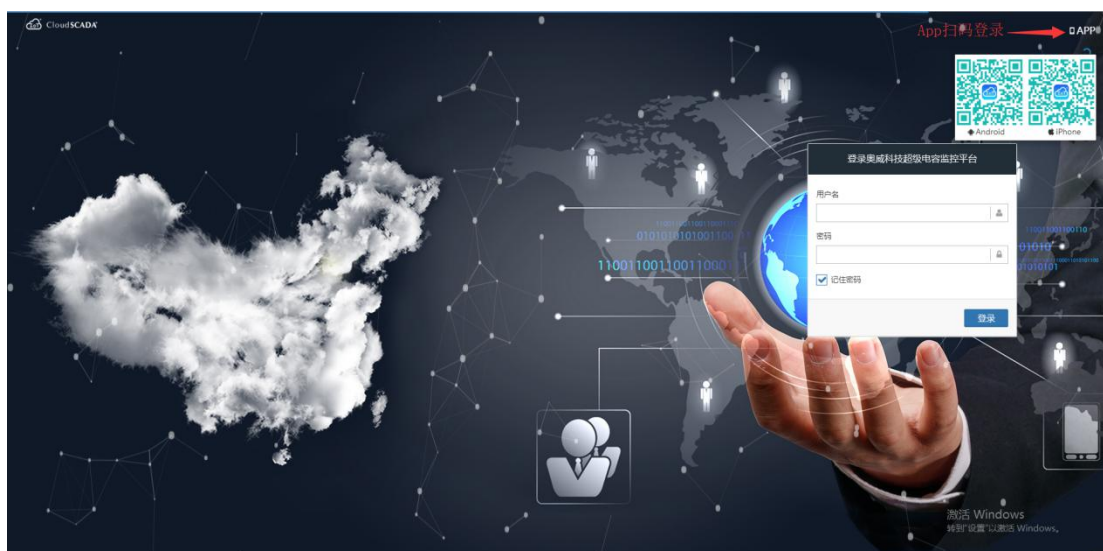 CloudSCADA
App扫码登录
APP
Android
iPhone
登录奥威科技超级电容监控平台
用户名
密码
记住密码
登录
激活 Windows
转到"设置"以激活 Windows。